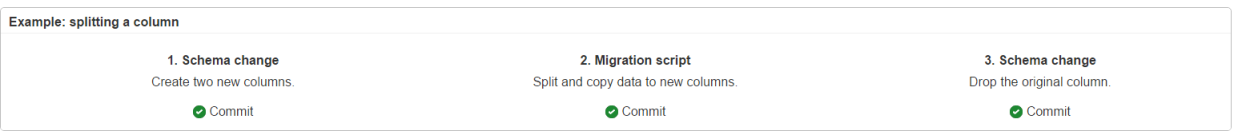 Example: splitting a column
1. Schema change
Create two new columns.
Commit
2. Migration script
Split and copy data to new columns.
Commit
3. Schema change
Drop the original column.
Commit